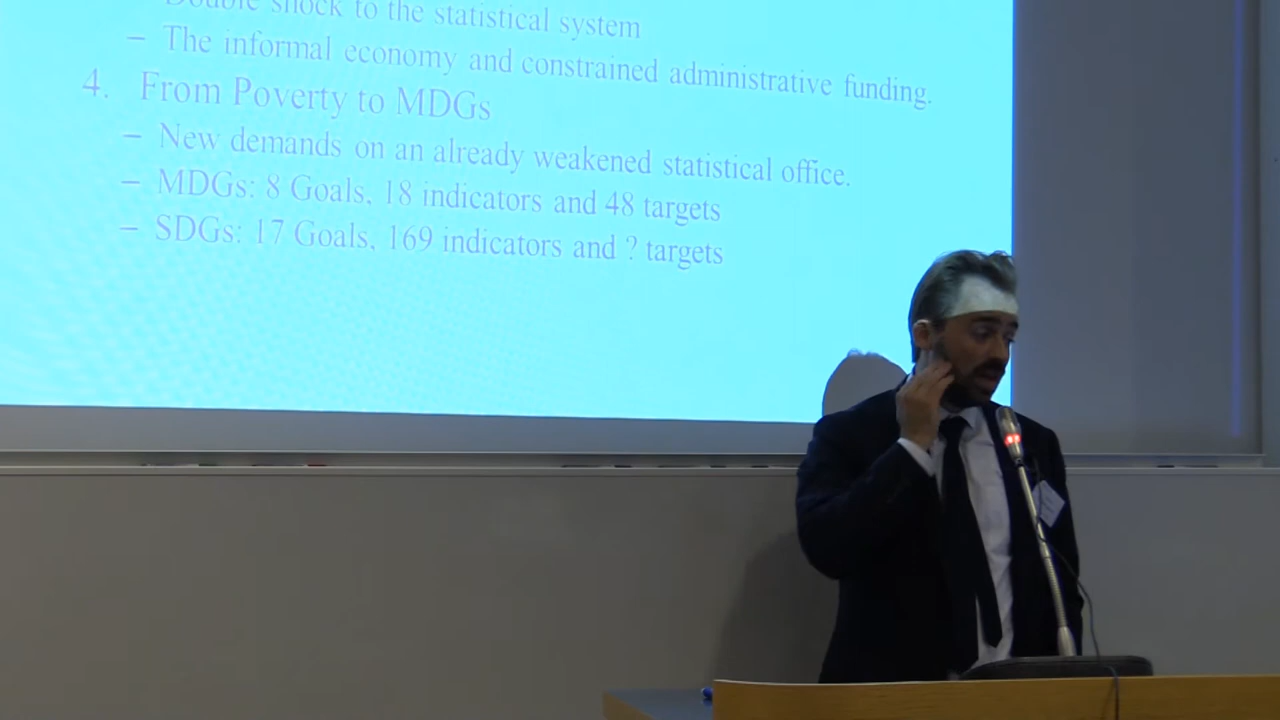 Double shock to the statistical system
– The informal economy and constrained administrative funding.
4. From Poverty to MDGs
– New demands on an already weakened statistical office.
– MDGs: 8 Goals, 18 indicators and 48 targets
– SDGs: 17 Goals, 169 indicators and ? targets